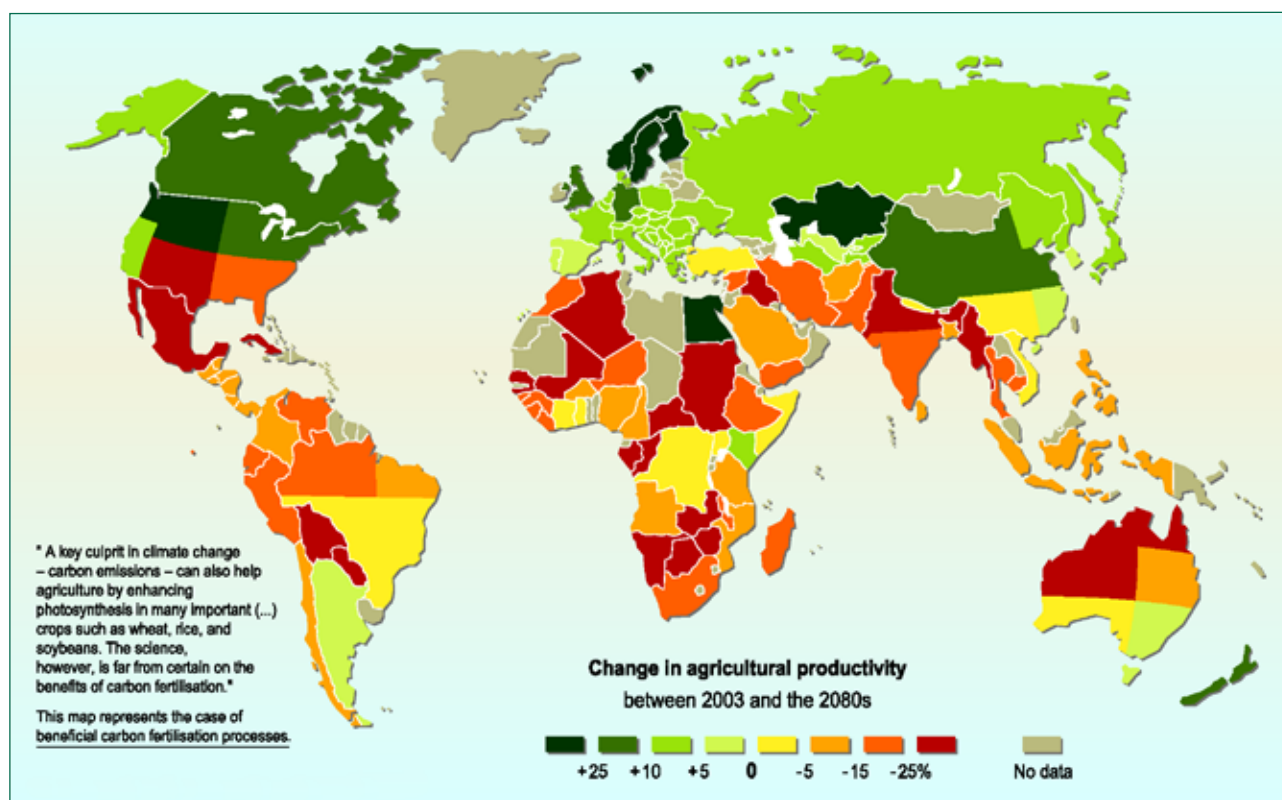 " A key culprit in climate change
– carbon emissions – can also help
agriculture by enhancing
photosynthesis in many important (...)
crops such as wheat, rice, and
soybeans. The science,
however, is far from certain on the
benefits of carbon fertilisation."
This map represents the case of
beneficial carbon fertilisation processes.
Change in agricultural productivity
between 2003 and the 2080s
+25 +10 +5 0 -5 -15 -25% No data